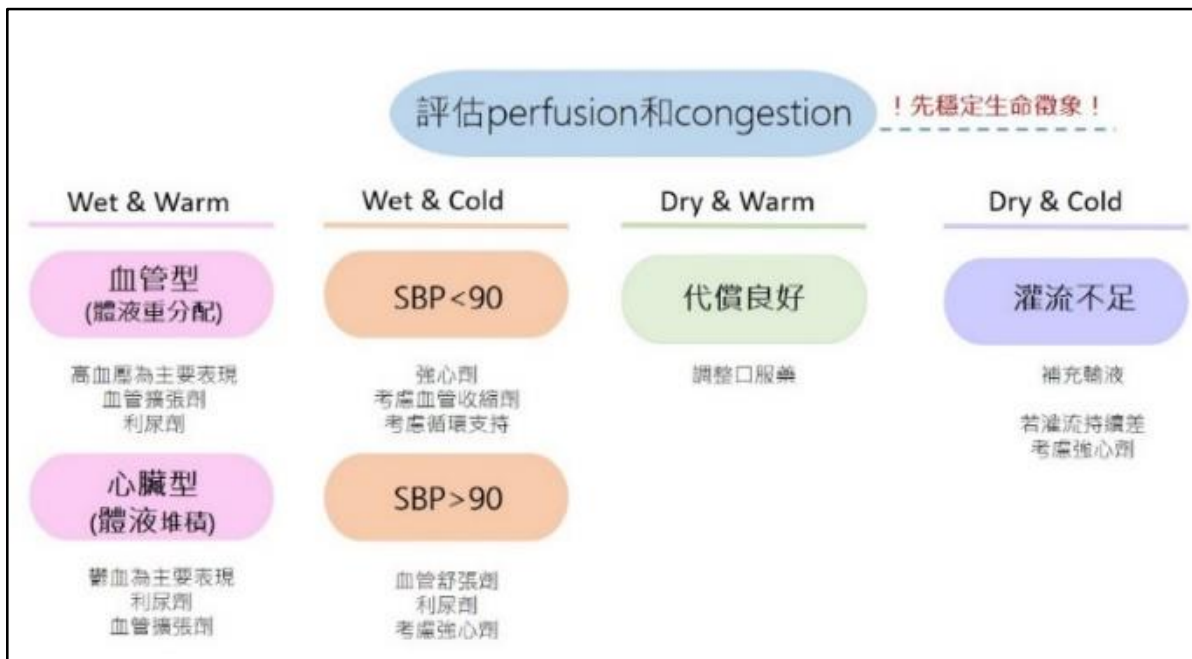 評估perfusion和congestion
！先穩定生命徵象！
Wet & Warm
血管型
(體液重分配)
高血壓為主要表現
血管擴張劑
利尿劑
心臟型
(體液堆積)
鬱血為主要表現
利尿劑
血管擴張劑
Wet & Cold
SBP<90
強心劑
考慮血管收縮劑
考慮循環支持
SBP>90
血管舒張劑
利尿劑
考慮強心劑
Dry & Warm
代償良好
調整口服藥
Dry & Cold
灌流不足
補充輸液
若灌流持續差
考慮強心劑